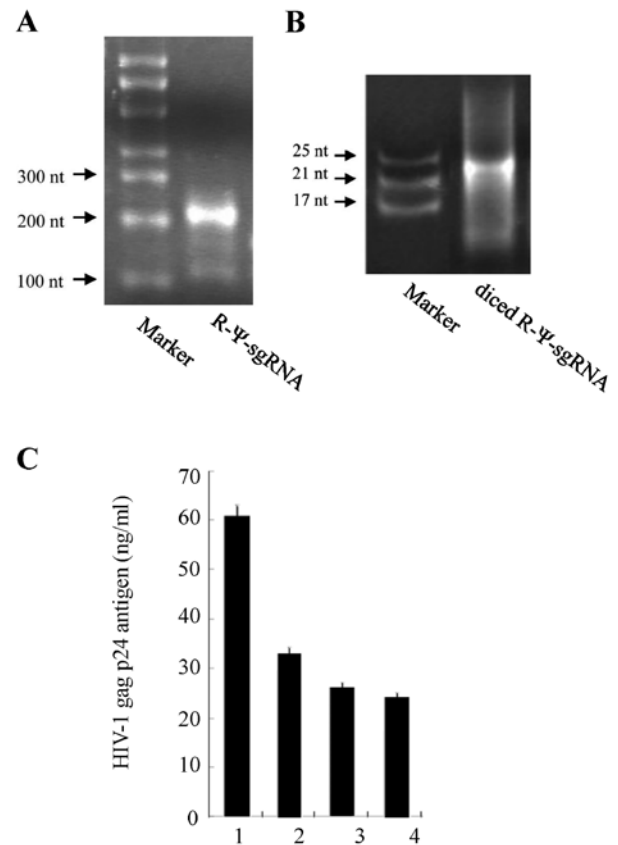 A
300 nt
200 nt
100 nt
Marker
R-Ψ-sgRNA
B
25 nt
21 nt
17 nt
Marker
diced R-Ψ-sgRNA
C
HIV-1 gag p24 antigen (ng/ml)
70
60
50
40
30
20
10
0
1 2 3 4